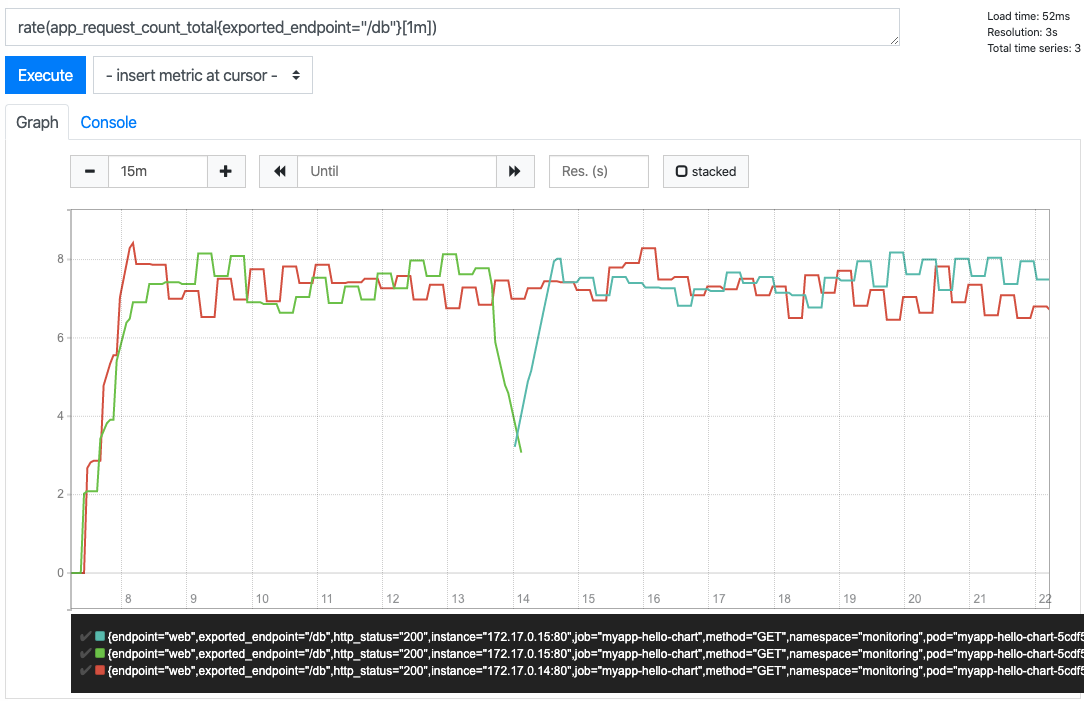 rate(app_request_count_total{exported_endpoint="/db"}[1m])
Load time: 52ms
Resolution: 3s
Total time series: 3
Execute
- insert metric at cursor -
Graph
Console
15m
Until
Res. (s)
stacked
8
6
4
2
0
8 9 10 11 12 13 14 15 16 17 18 19 20 21 22
{endpoint="web",exported_endpoint="/db",http_status="200",instance="172.17.0.15:80",job="myapp-hello-chart",method="GET",namespace="monitoring",pod="myapp-hello-chart-5cdf5
{endpoint="web",exported_endpoint="/db",http_status="200",instance="172.17.0.15:80",job="myapp-hello-chart",method="GET",namespace="monitoring",pod="myapp-hello-chart-5cdf5
{endpoint="web",exported_endpoint="/db",http_status="200",instance="172.17.0.14:80",job="myapp-hello-chart",method="GET",namespace="monitoring",pod="myapp-hello-chart-5cdf5